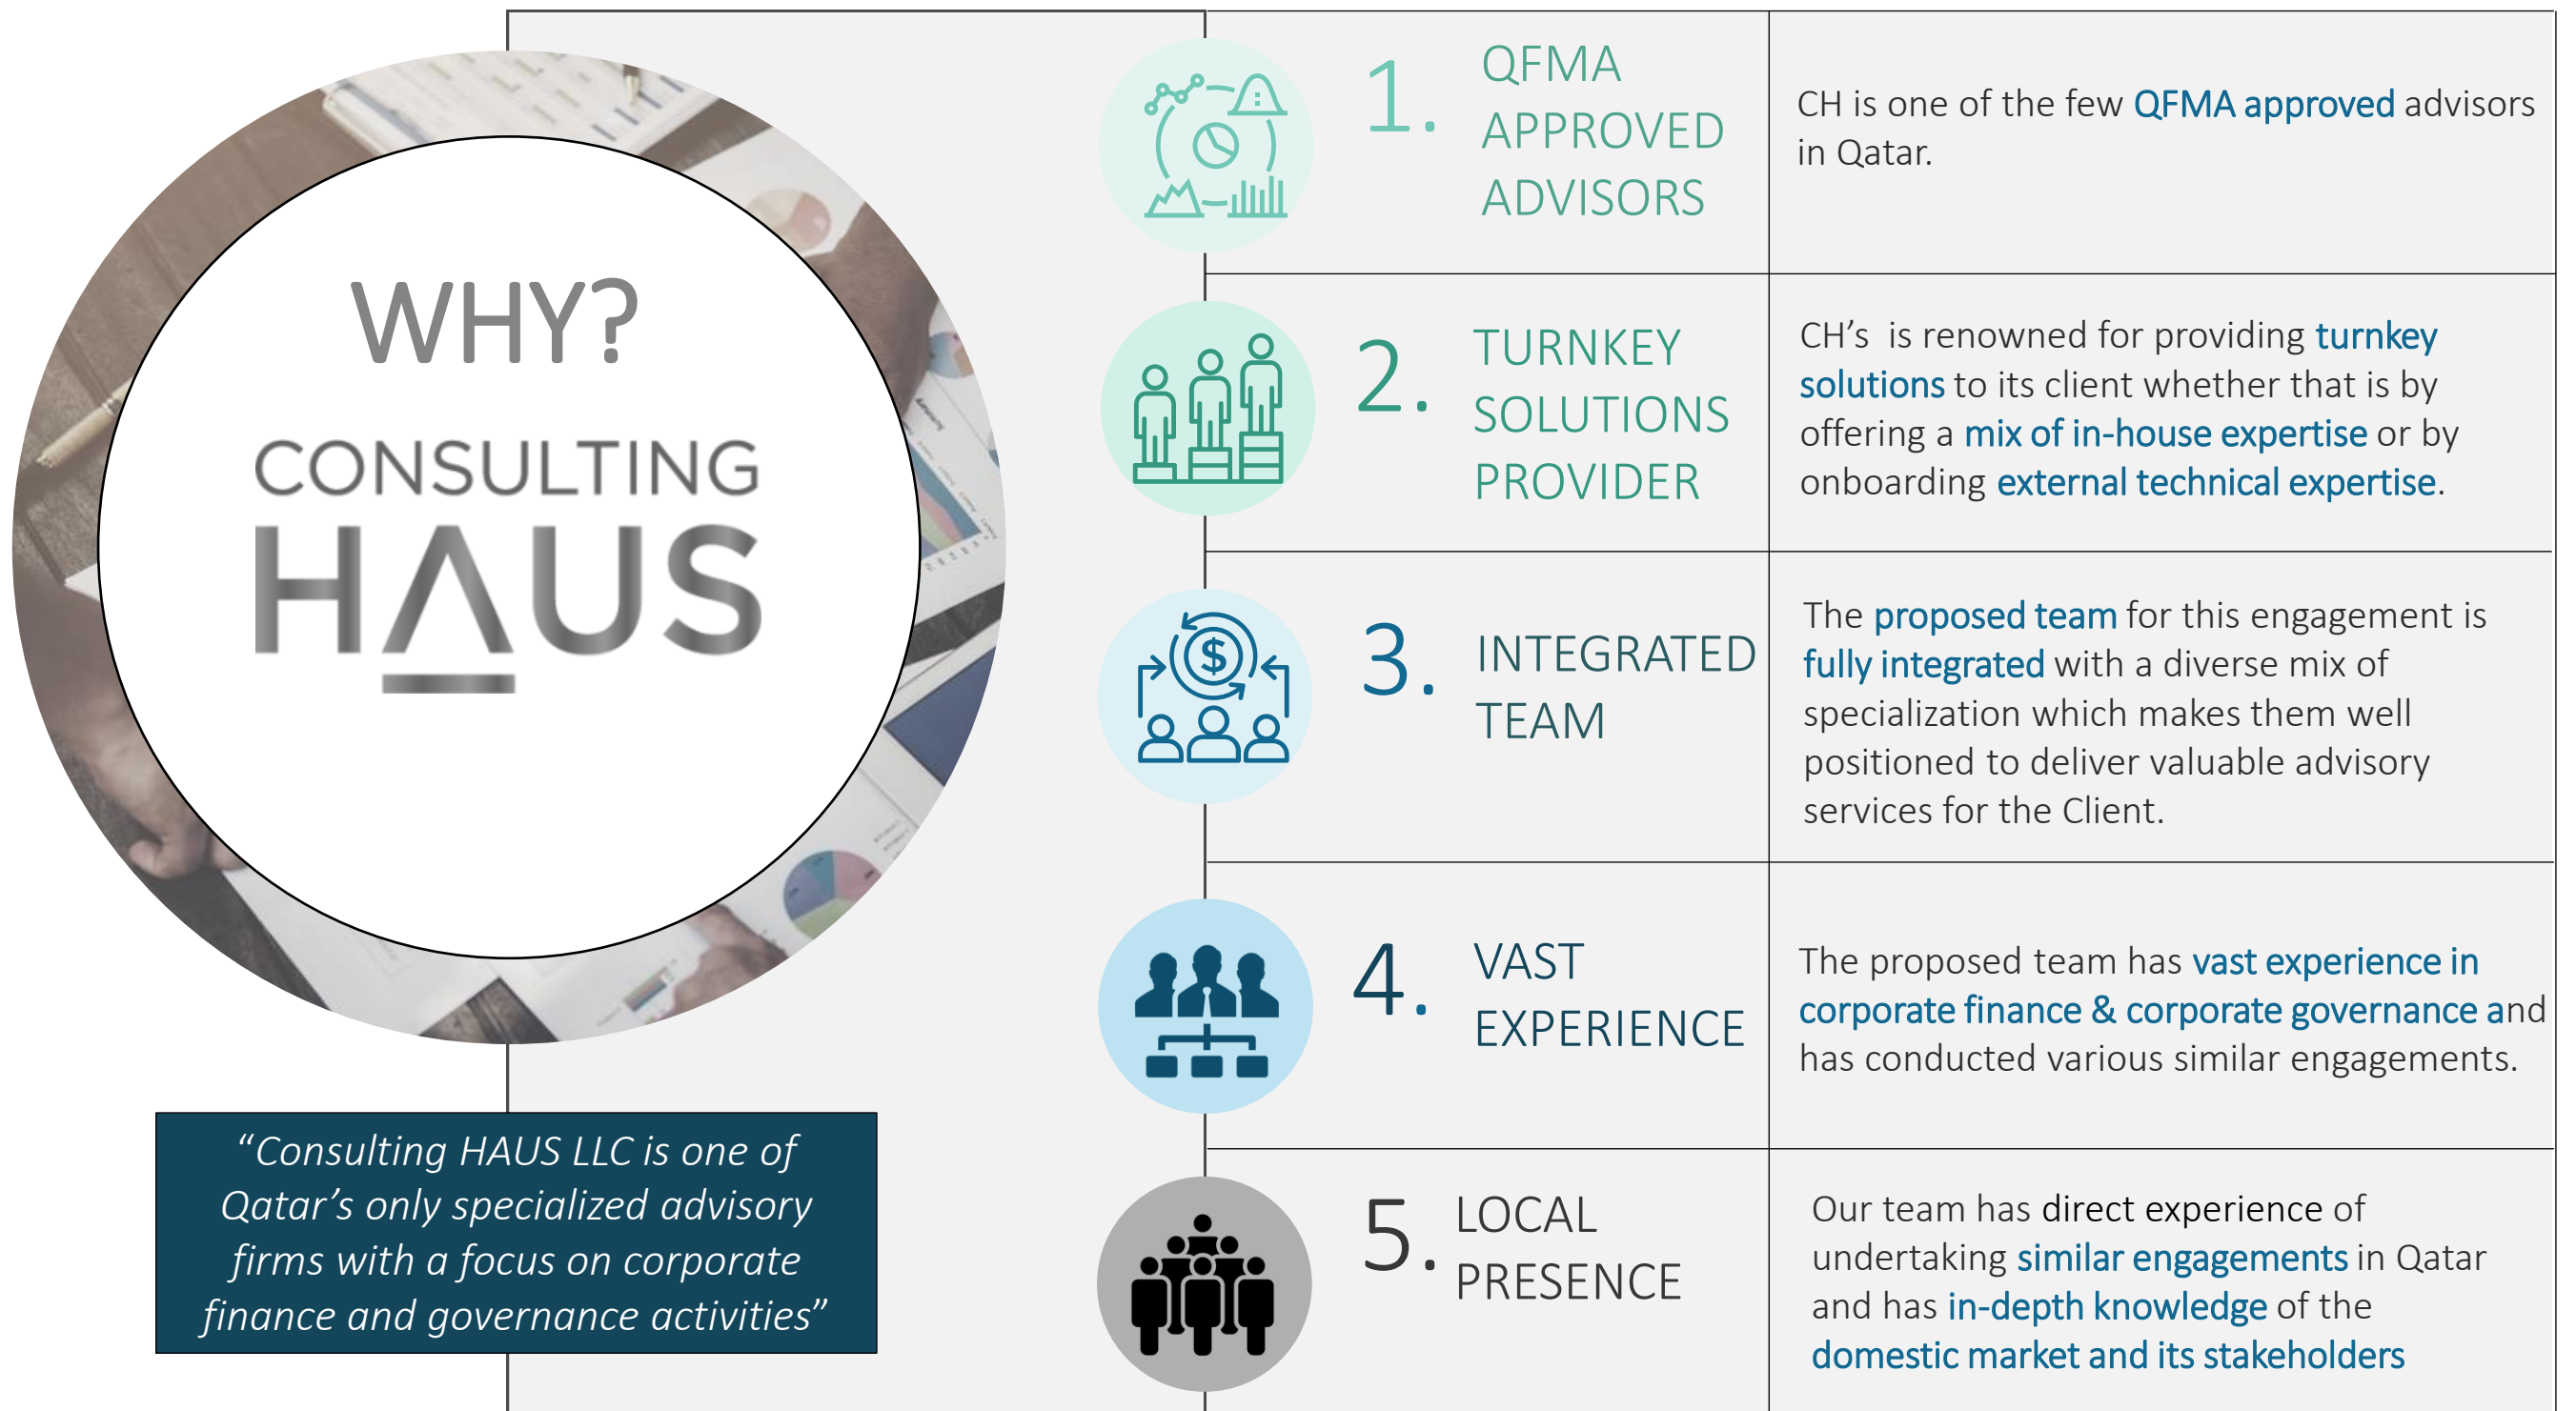 WHY?
CONSULTING
HAUS
“Consulting HAUS LLC is one of
Qatar’s only specialized advisory
firms with a focus on corporate
finance and governance activities”
1.
QFMA
APPROVED
ADVISORS
CH is one of the few QFMA approved advisors
in Qatar.
2.
TURNKEY
SOLUTIONS
PROVIDER
CH’s  is renowned for providing turnkey
solutions to its client whether that is by
offering a mix of in-house expertise or by
onboarding external technical expertise.
3.
INTEGRATED
TEAM
The proposed team for this engagement is
fully integrated with a diverse mix of
specialization which makes them well
positioned to deliver valuable advisory
services for the Client.
4.
VAST
EXPERIENCE
The proposed team has vast experience in
corporate finance & corporate governance and
has conducted various similar engagements.
5.
LOCAL
PRESENCE
Our team has direct experience of
undertaking similar engagements in Qatar
and has in-depth knowledge of the
domestic market and its stakeholders
$
Summary